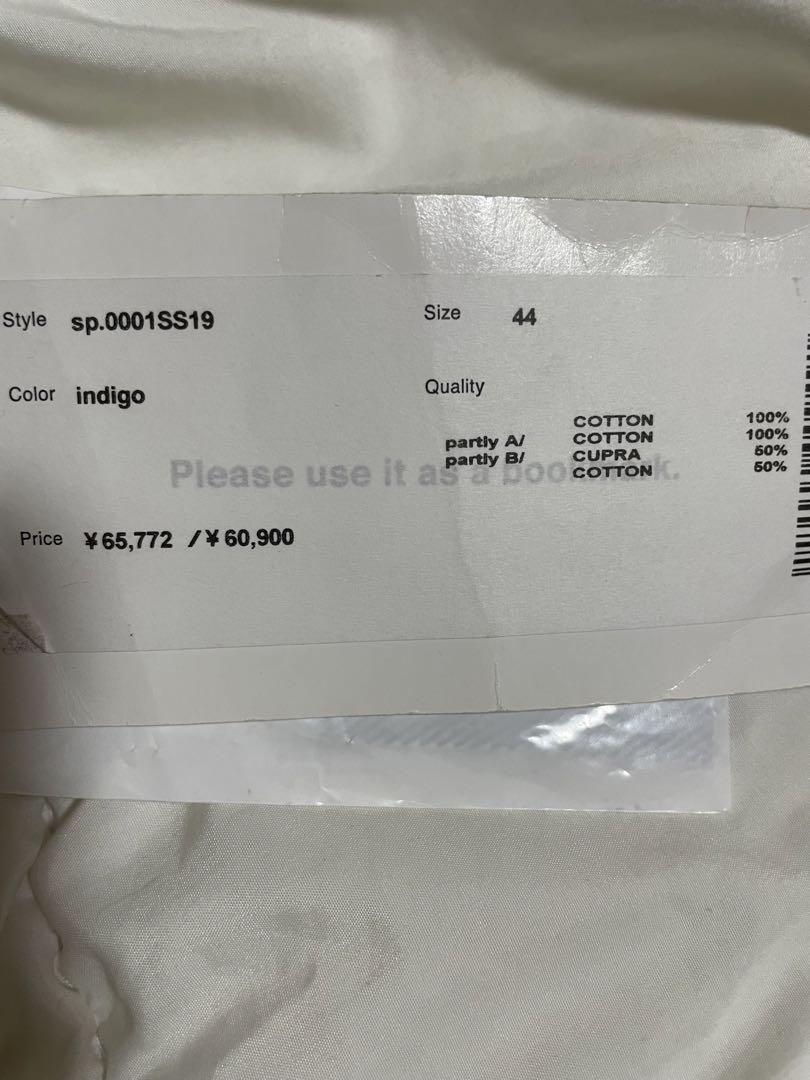 Style sp.0001SS19
Size 44
Color indigo
Quality
COTTON 100%
partly A/ COTTON 100%
partly B/ CUPRA 50%
COTTON 50%
Please use it as a bookmark.
Price ¥65,772 /¥60,900